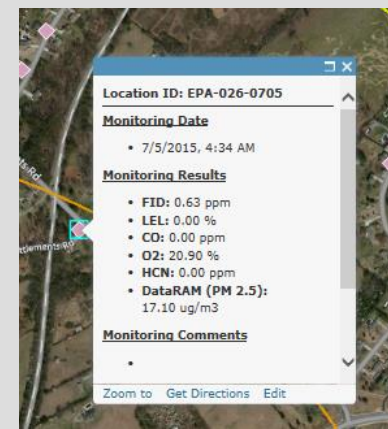 Location ID: EPA-026-0705
Monitoring Date
• 7/5/2015, 4:34 AM
Monitoring Results
• FID: 0.63 ppm
• LEL: 0.00 %
• CO: 0.00 ppm
• O2: 20.90 %
• HCN: 0.00 ppm
• DataRAM (PM 2.5):
17.10 ug/m3
Monitoring Comments
•
Zoom to Get Directions Edit